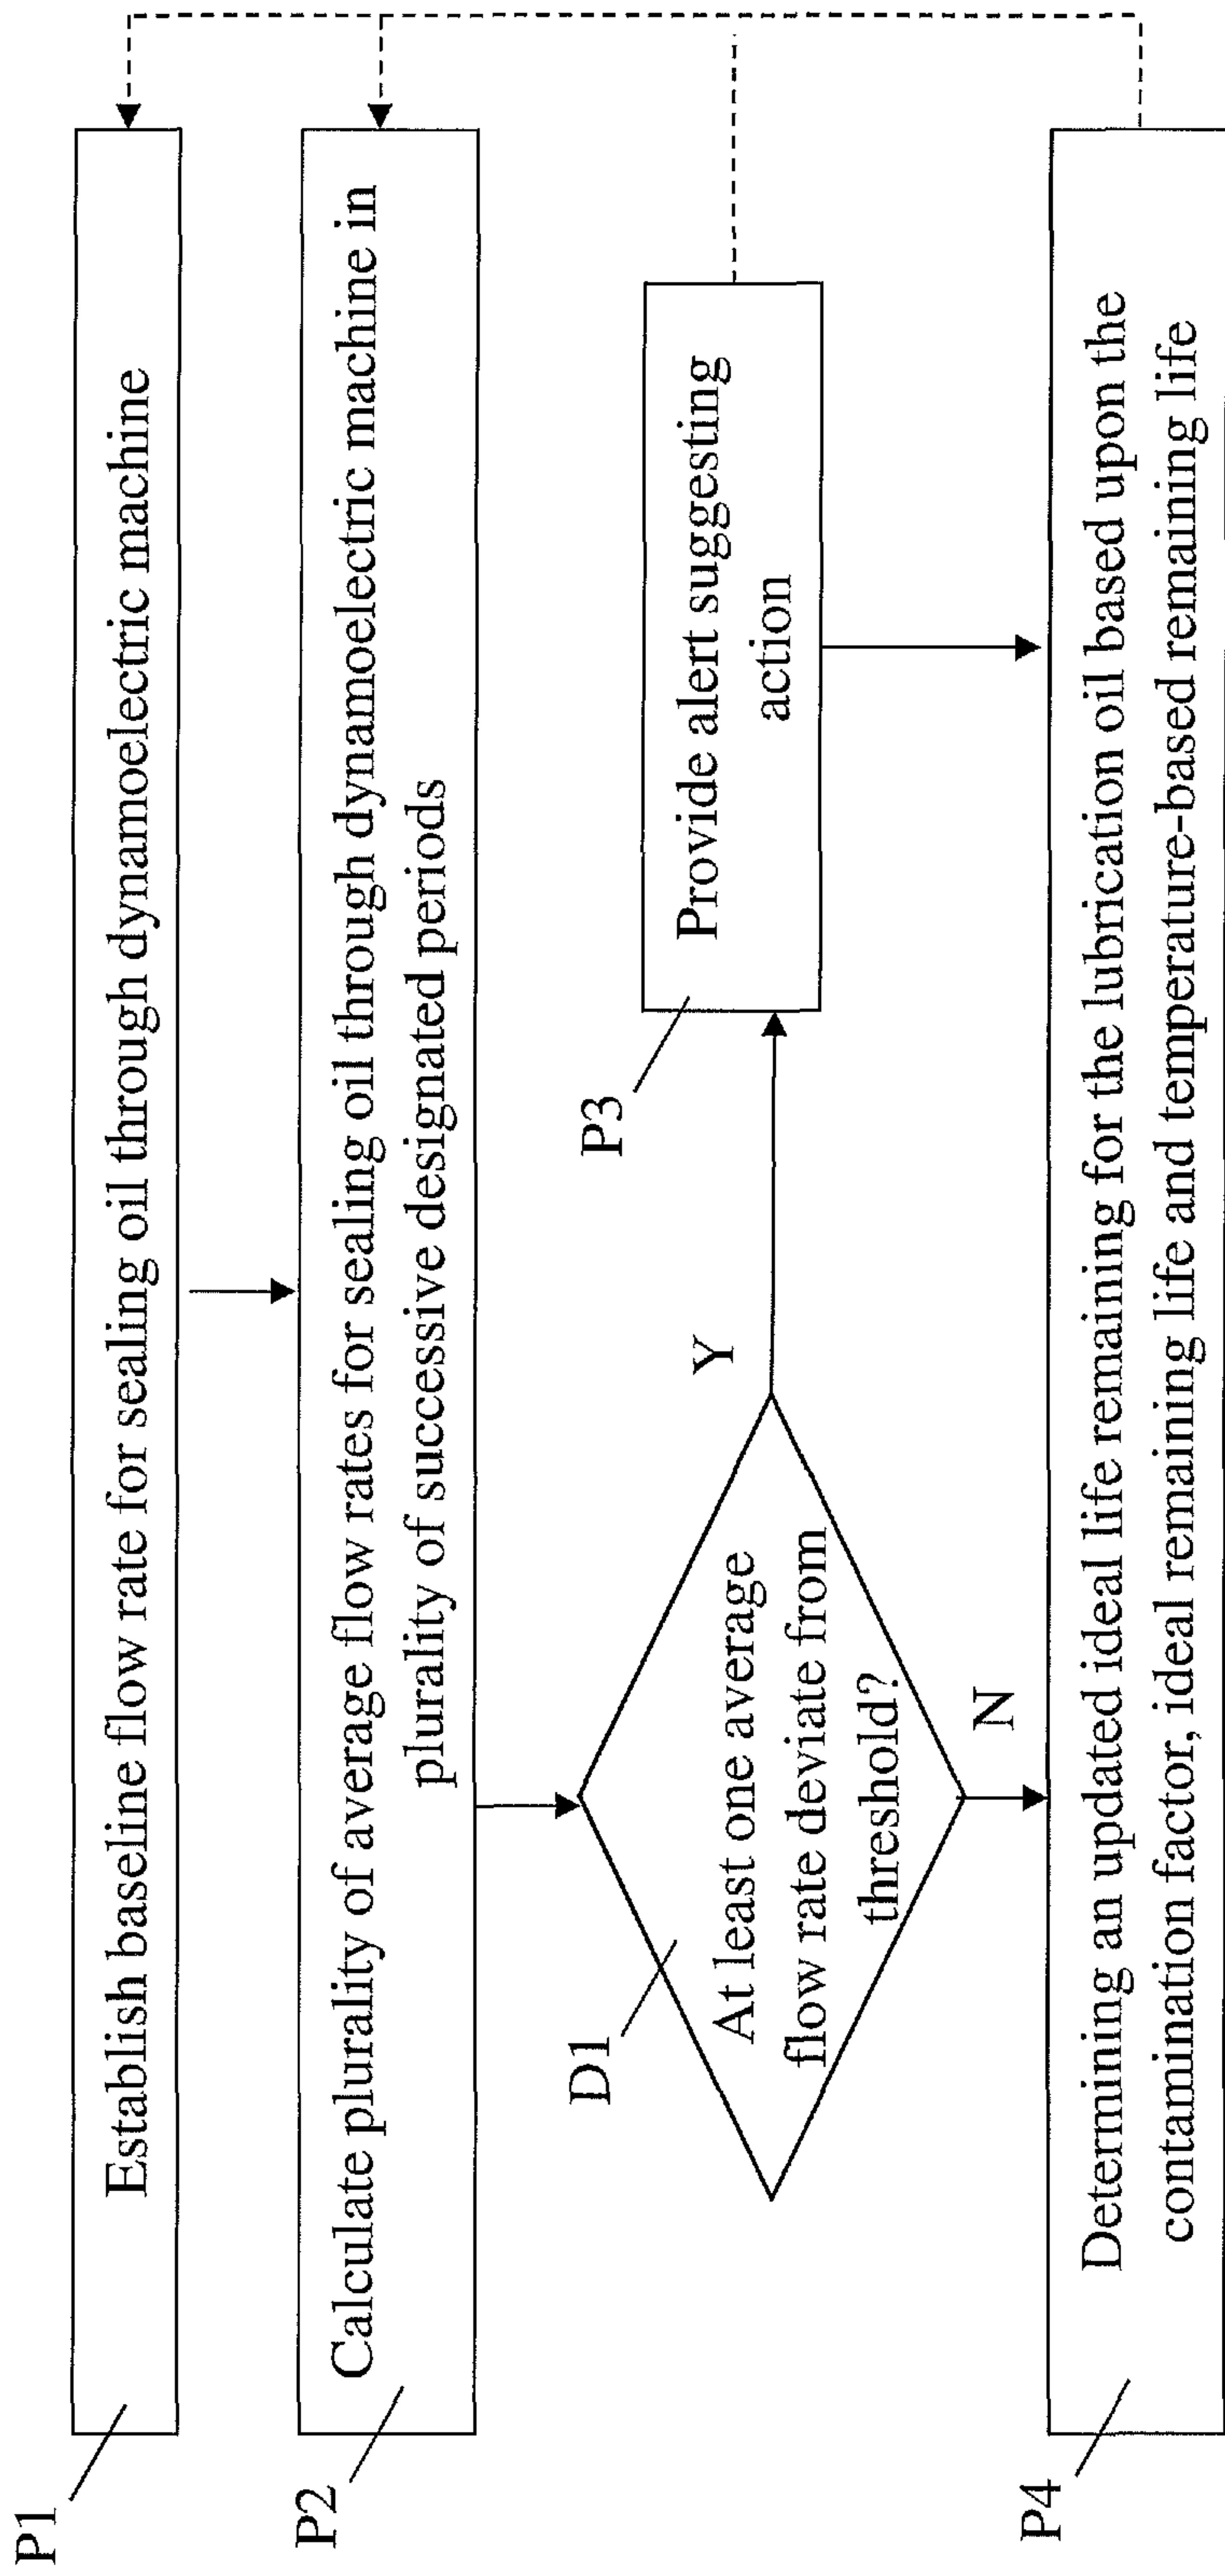 P1
Establish baseline flow rate for sealing oil through dynamoelectric machine
P2
Calculate plurality of average flow rates for sealing oil through dynamoelectric machine in
plurality of successive designated periods
D1
At least one average
flow rate deviate from
threshold?
Y
N
P3
Provide alert suggesting
action
P4
Determining an updated ideal life remaining for the lubrication oil based upon the
contamination factor, ideal remaining life and temperature-based remaining life